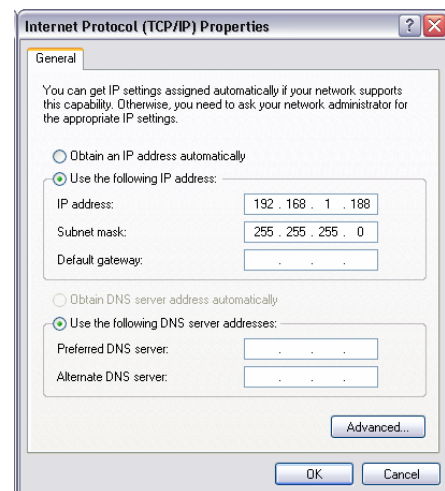 Internet Protocol (TCP/IP) Properties
General
You can get IP settings assigned automatically if your network supports
this capability. Otherwise, you need to ask your network administrator for
the appropriate IP settings.
Obtain an IP address automatically
Use the following IP address:
IP address: 192 . 168 . 1 . 188
Subnet mask: 255 . 255 . 255 . 0
Default gateway: . . .
Obtain DNS server address automatically
Use the following DNS server addresses:
Preferred DNS server: . . .
Alternate DNS server: . . .
Advanced...
OK Cancel